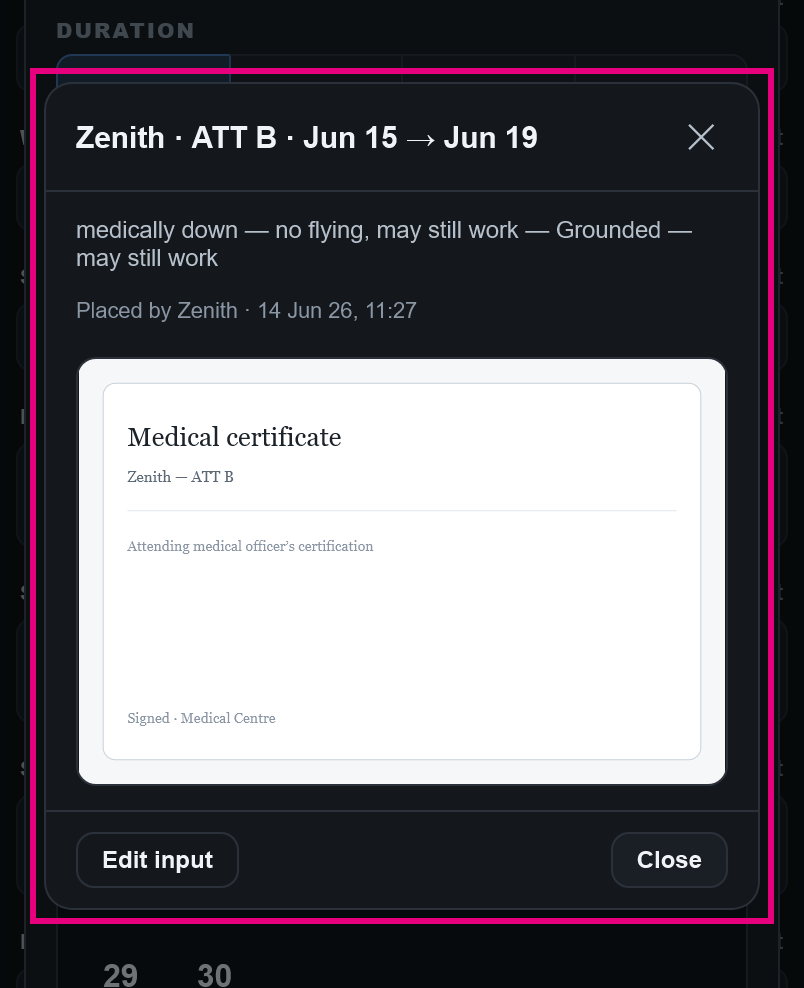 DURATION
Zenith · ATT B · Jun 15 → Jun 19
medically down — no flying, may still work — Grounded —
may still work
Placed by Zenith · 14 Jun 26, 11:27
Medical certificate
Zenith — ATT B
Attending medical officer’s certification
Signed · Medical Centre
Edit input
Close
29 30